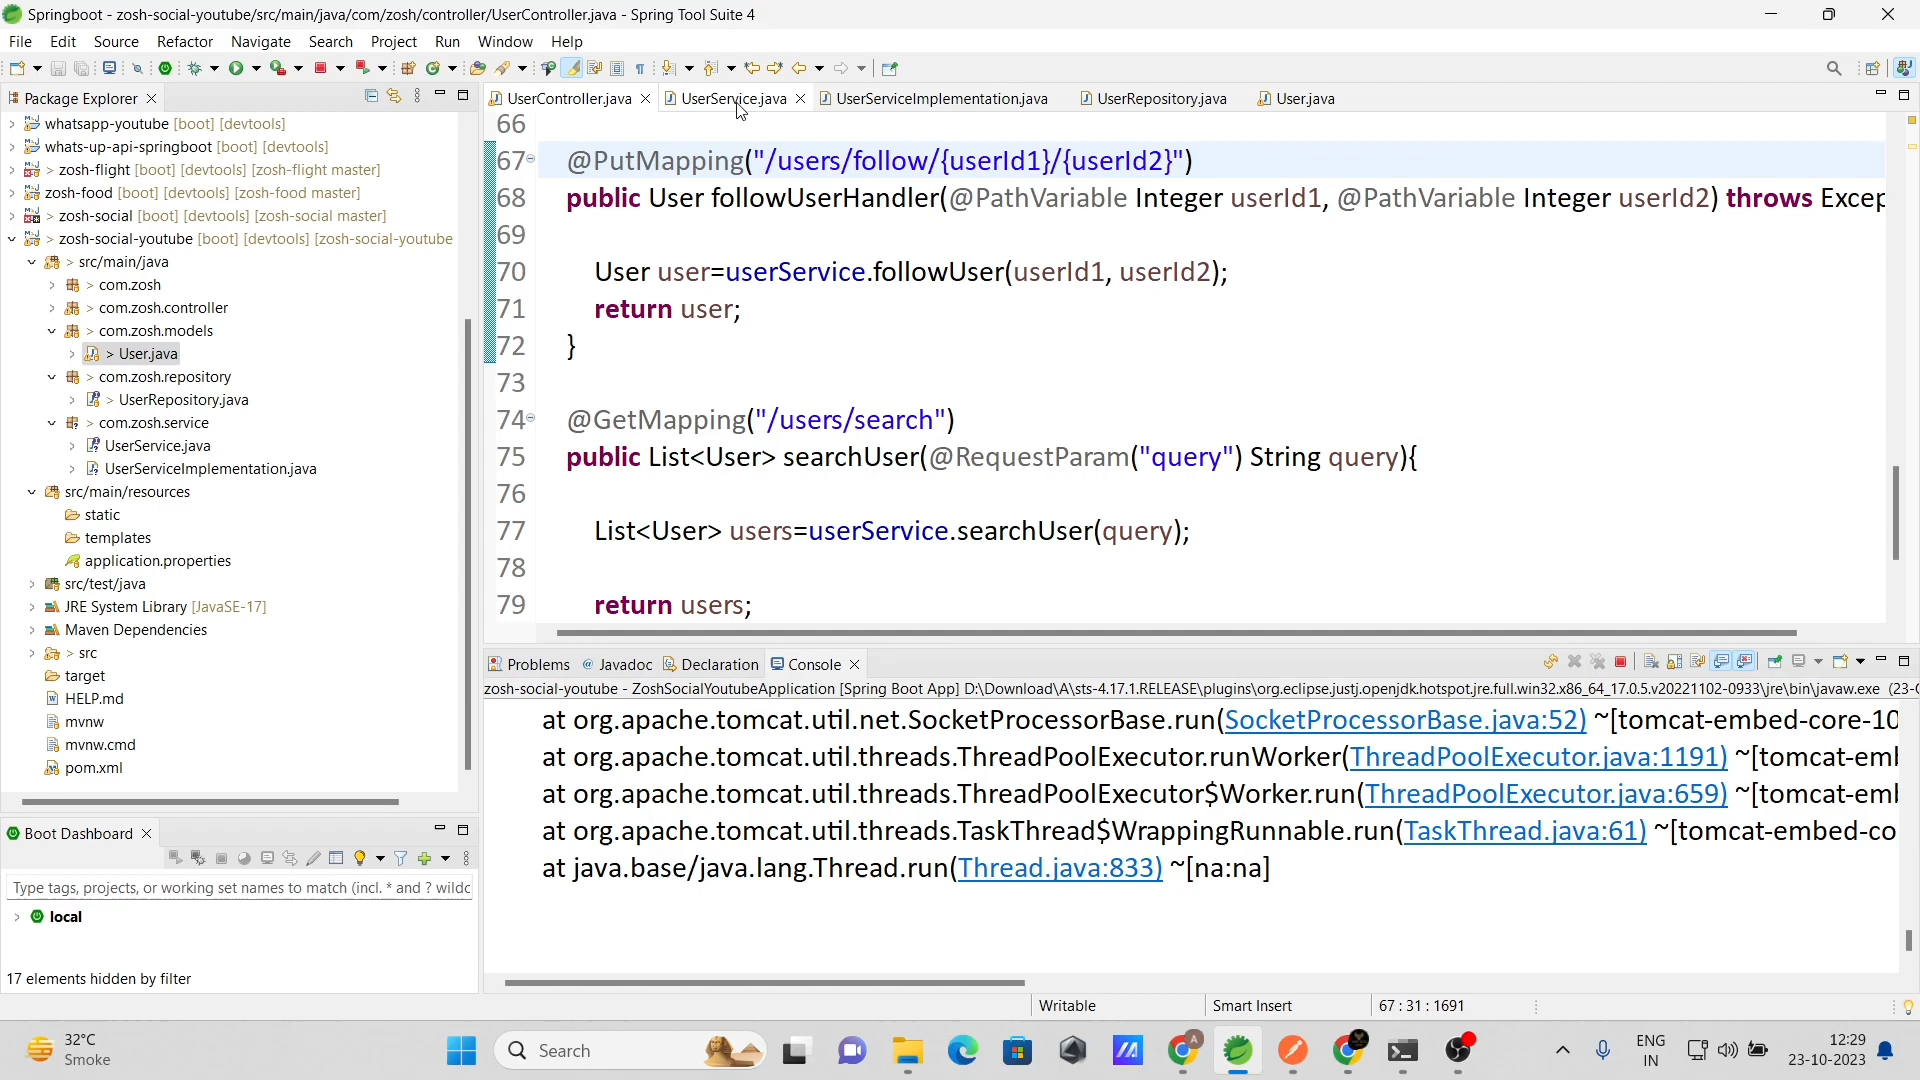 Springboot - zosh-social-youtube/src/main/java/com/zosh/controller/UserController.java - Spring Tool Suite 4
File Edit Source Refactor Navigate Search Project Run Window Help
Package Explorer
whatsapp-youtube [boot] [devtools]
whats-up-api-springboot [boot] [devtools]
> zosh-flight [boot] [devtools] [zosh-flight master]
zosh-food [boot] [devtools] [zosh-food master]
> zosh-social [boot] [devtools] [zosh-social master]
> zosh-social-youtube [boot] [devtools] [zosh-social-youtube
> src/main/java
> com.zosh
> com.zosh.controller
> com.zosh.models
> User.java
> com.zosh.repository
> UserRepository.java
> com.zosh.service
UserService.java
UserServiceImplementation.java
src/main/resources
static
templates
application.properties
src/test/java
JRE System Library [JavaSE-17]
Maven Dependencies
> src
target
HELP.md
mvnw
mvnw.cmd
pom.xml
Boot Dashboard
Type tags, projects, or working set names to match (incl. * and ? wildc
local
17 elements hidden by filter
UserController.java UserService.java UserServiceImplementation.java UserRepository.java User.java
66
67 @PutMapping("/users/follow/{userId1}/{userId2}")
68 public User followUserHandler(@PathVariable Integer userId1, @PathVariable Integer userId2) throws Excep
69
70 User user=userService.followUser(userId1, userId2);
71 return user;
72 }
73
74 @GetMapping("/users/search")
75 public List<User> searchUser(@RequestParam("query") String query){
76
77 List<User> users=userService.searchUser(query);
78
79 return users;
Problems Javadoc Declaration Console
zosh-social-youtube - ZoshSocialYoutubeApplication [Spring Boot App] D:\Download\A\sts-4.17.1.RELEASE\plugins\org.eclipse.justj.openjdk.hotspot.jre.full.win32.x86_64_17.0.5.v20221102-0933\jre\bin\javaw.exe (23-
at org.apache.tomcat.util.net.SocketProcessorBase.run(SocketProcessorBase.java:52) ~[tomcat-embed-core-10
at org.apache.tomcat.util.threads.ThreadPoolExecutor.runWorker(ThreadPoolExecutor.java:1191) ~[tomcat-emb
at org.apache.tomcat.util.threads.ThreadPoolExecutor$Worker.run(ThreadPoolExecutor.java:659) ~[tomcat-emb
at org.apache.tomcat.util.threads.TaskThread$WrappingRunnable.run(TaskThread.java:61) ~[tomcat-embed-co
at java.base/java.lang.Thread.run(Thread.java:833) ~[na:na]
Writable Smart Insert 67 : 31 : 1691
32°C
Smoke
Search
ENG
IN
12:29
23-10-2023